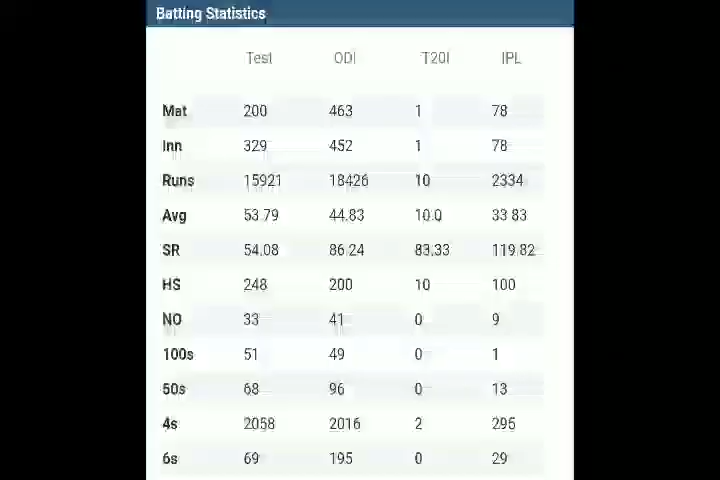 Batting Statistics
Test ODI T20I IPL
Mat 200 463 1 78
Inn 329 452 1 78
Runs 15921 18426 10 2334
Avg 53.79 44.83 10.0 33.83
SR 54.08 86.24 83.33 119.82
HS 248 200 10 100
NO 33 41 0 9
100s 51 49 0 1
50s 68 96 0 13
4s 2058 2016 2 295
6s 69 195 0 29